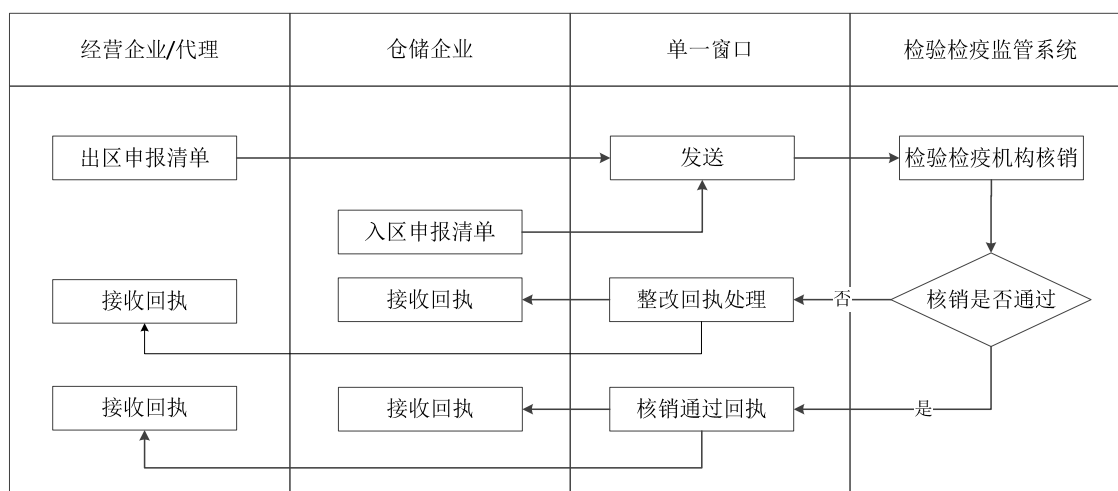 经营企业/代理
仓储企业
单一窗口
检验检疫监管系统
出区申报清单
发送
检验检疫机构核销
入区申报清单
接收回执
接收回执
整改回执处理
否
核销是否通过
接收回执
接收回执
核销通过回执
是